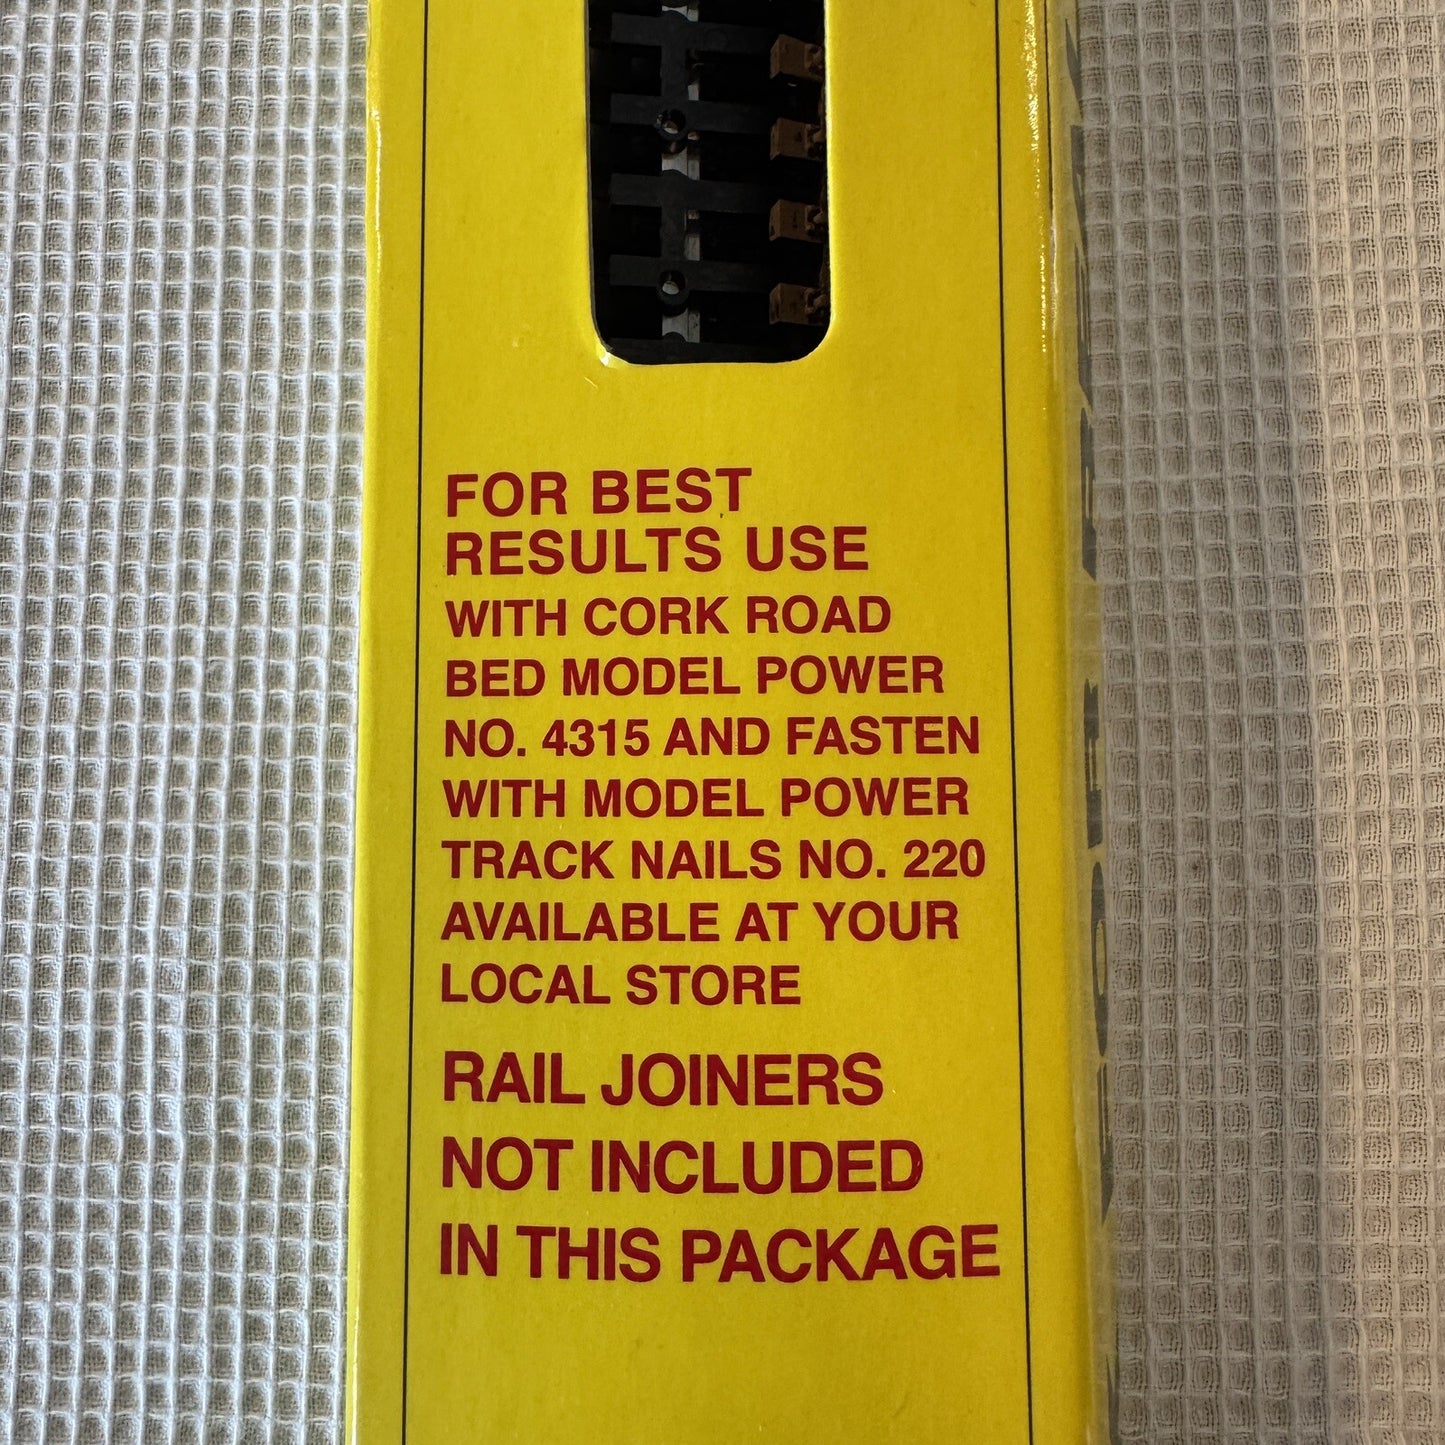 FOR BEST
RESULTS USE
WITH CORK ROAD
BED MODEL POWER
NO. 4315 AND FASTEN
WITH MODEL POWER
TRACK NAILS NO. 220
AVAILABLE AT YOUR
LOCAL STORE
RAIL JOINERS
NOT INCLUDED
IN THIS PACKAGE